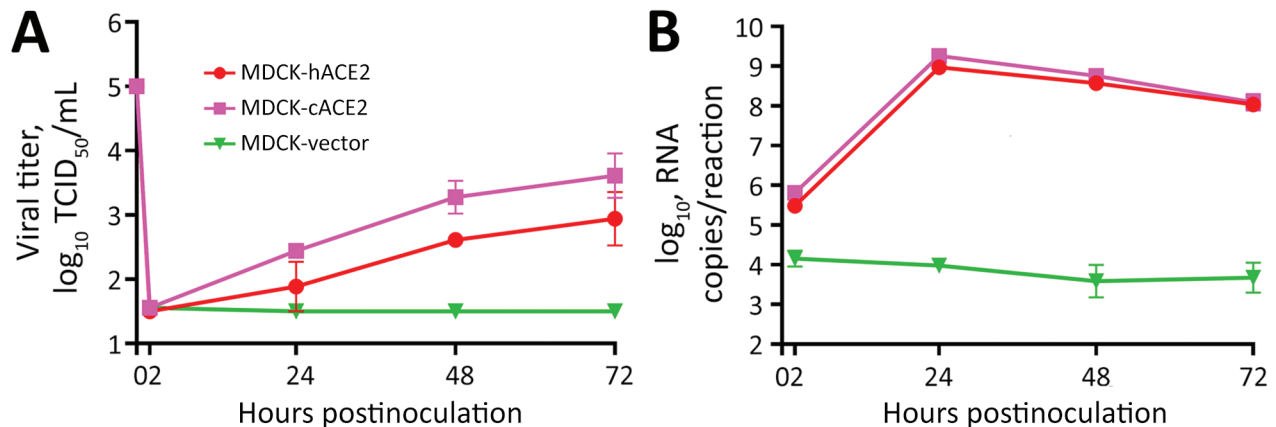 A
Viral titer,
log10 TCID50/mL
6
5
4
3
2
1
MDCK-hACE2
MDCK-cACE2
MDCK-vector
02 24 48 72
Hours postinoculation
B
log10, RNA
copies/reaction
10
9
8
7
6
5
4
3
2
02 24 48 72
Hours postinoculation